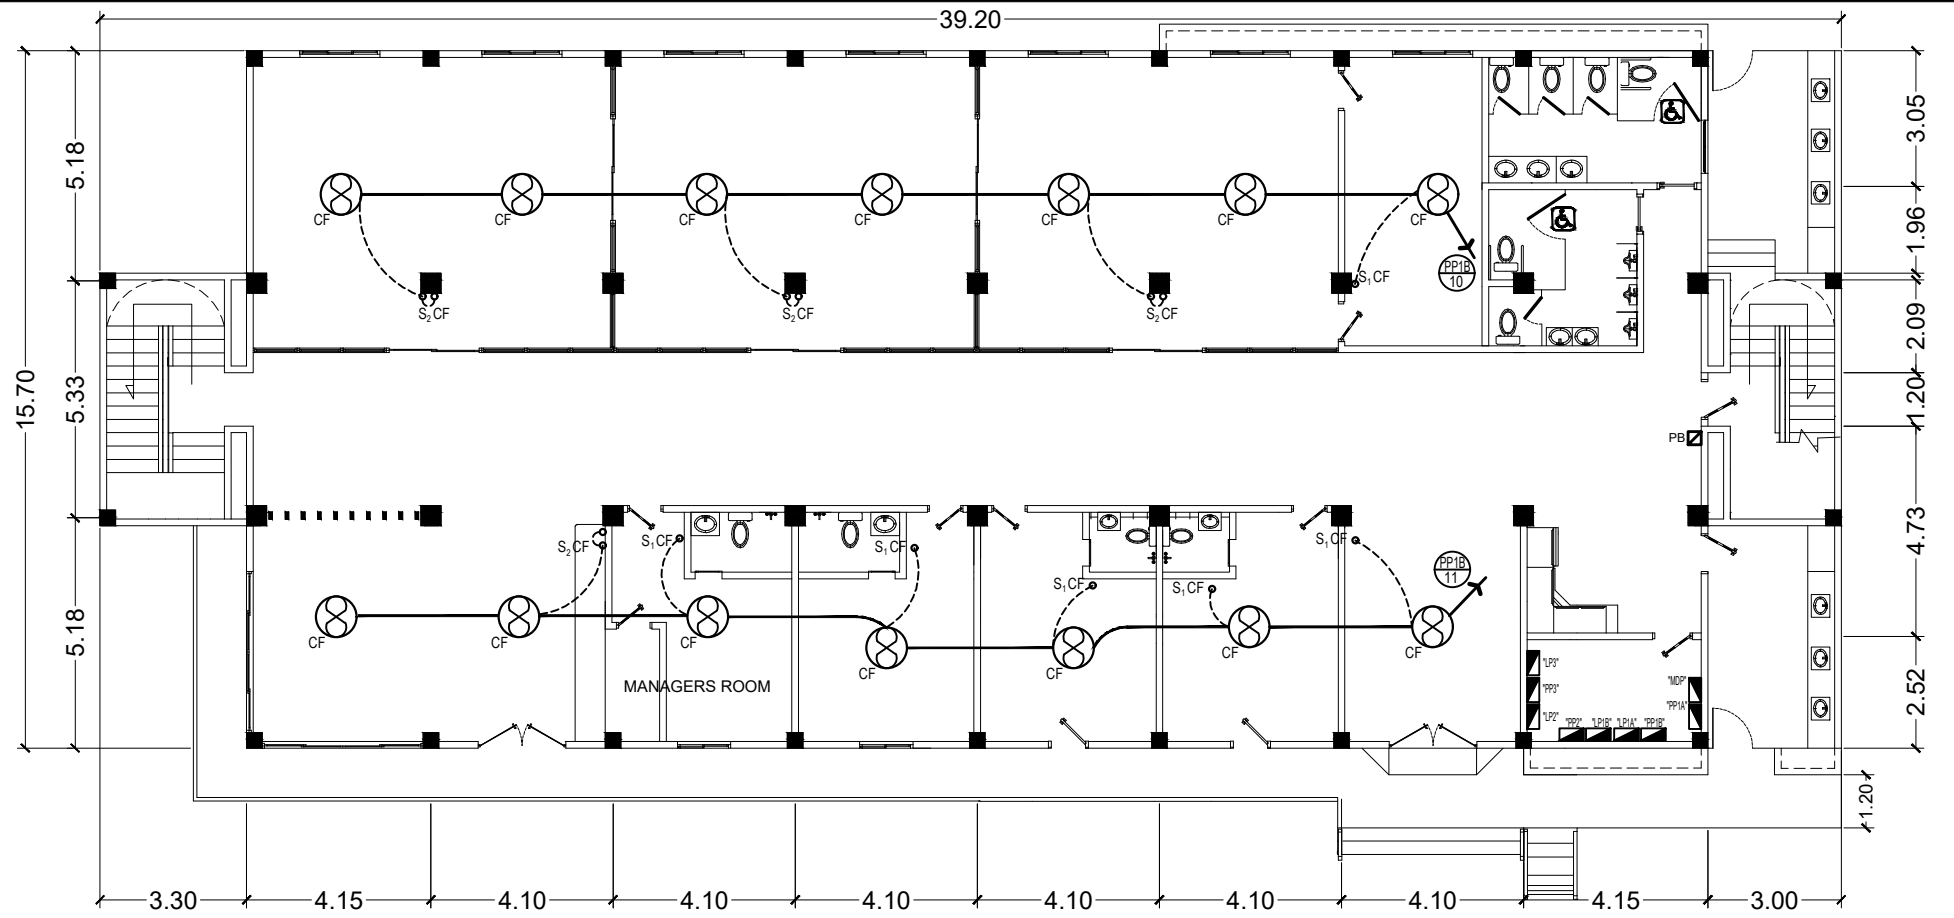 39.20
5.18
5.33
5.18
15.70
3.05
1.96
2.09
1.20
4.73
2.52
1.20
CF CF CF CF CF CF CF
S2CF S2CF S2CF S1CF
PP1B
10
PB
S2CF S1CF S1CF S1CF S1CF S1CF
PP1B
11
CF CF CF CF CF CF CF
MANAGERS ROOM
"LP3"
"PP3"
"LP2" "PP2" "LP1B" "LP1A" "PP1B"
"MDP"
"PP1A"
3.30 4.15 4.10 4.10 4.10 4.10 4.10 4.10 4.15 3.00